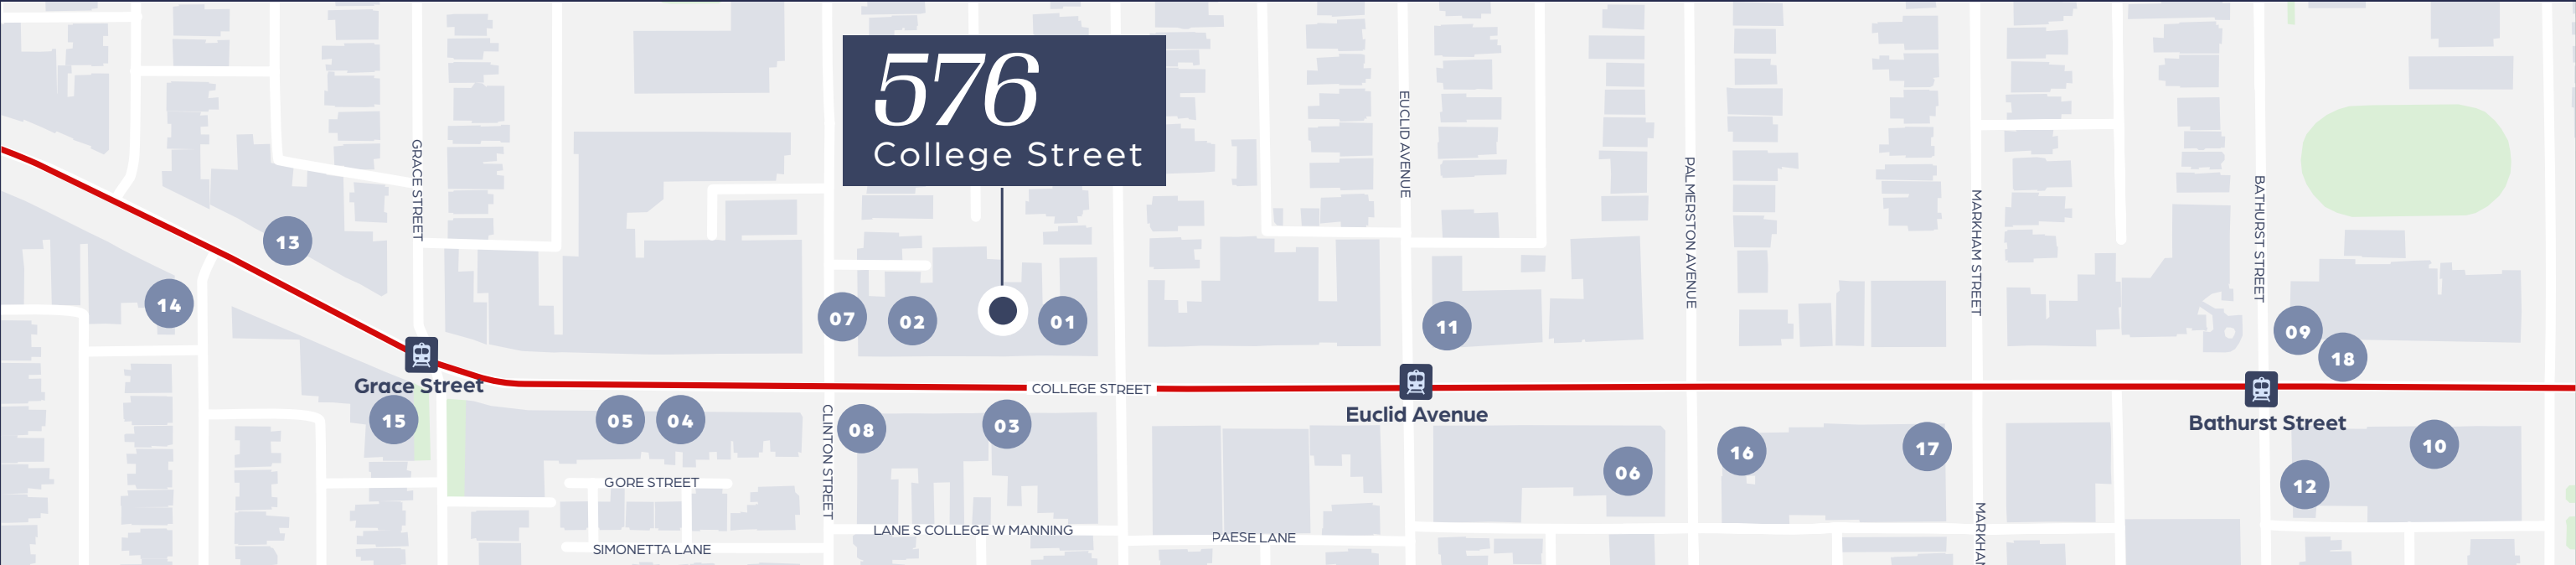 576
College Street
GRACE STREET
EUCLID AVENUE
PALMERSTON AVENUE
MARKHAM STREET
BATHURST STREET
13
14
07
02
01
11
09
18
Grace Street
COLLEGE STREET
Euclid Avenue
Bathurst Street
15
05
04
CLINTON STREET
08
03
06
16
17
10
12
GORE STREET
LANE S COLLEGE W MANNING
PAESE LANE
SIMONETTA LANE
MARKHAM